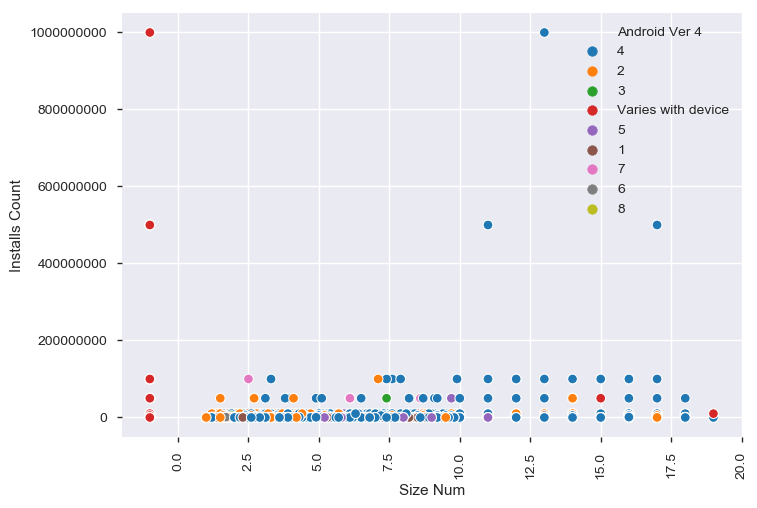 1000000000
800000000
600000000
400000000
200000000
0
Installs Count
Android Ver 4
4
2
3
Varies with device
5
1
7
6
8
0.0 2.5 5.0 7.5 10.0 12.5 15.0 17.5 20.0
Size Num